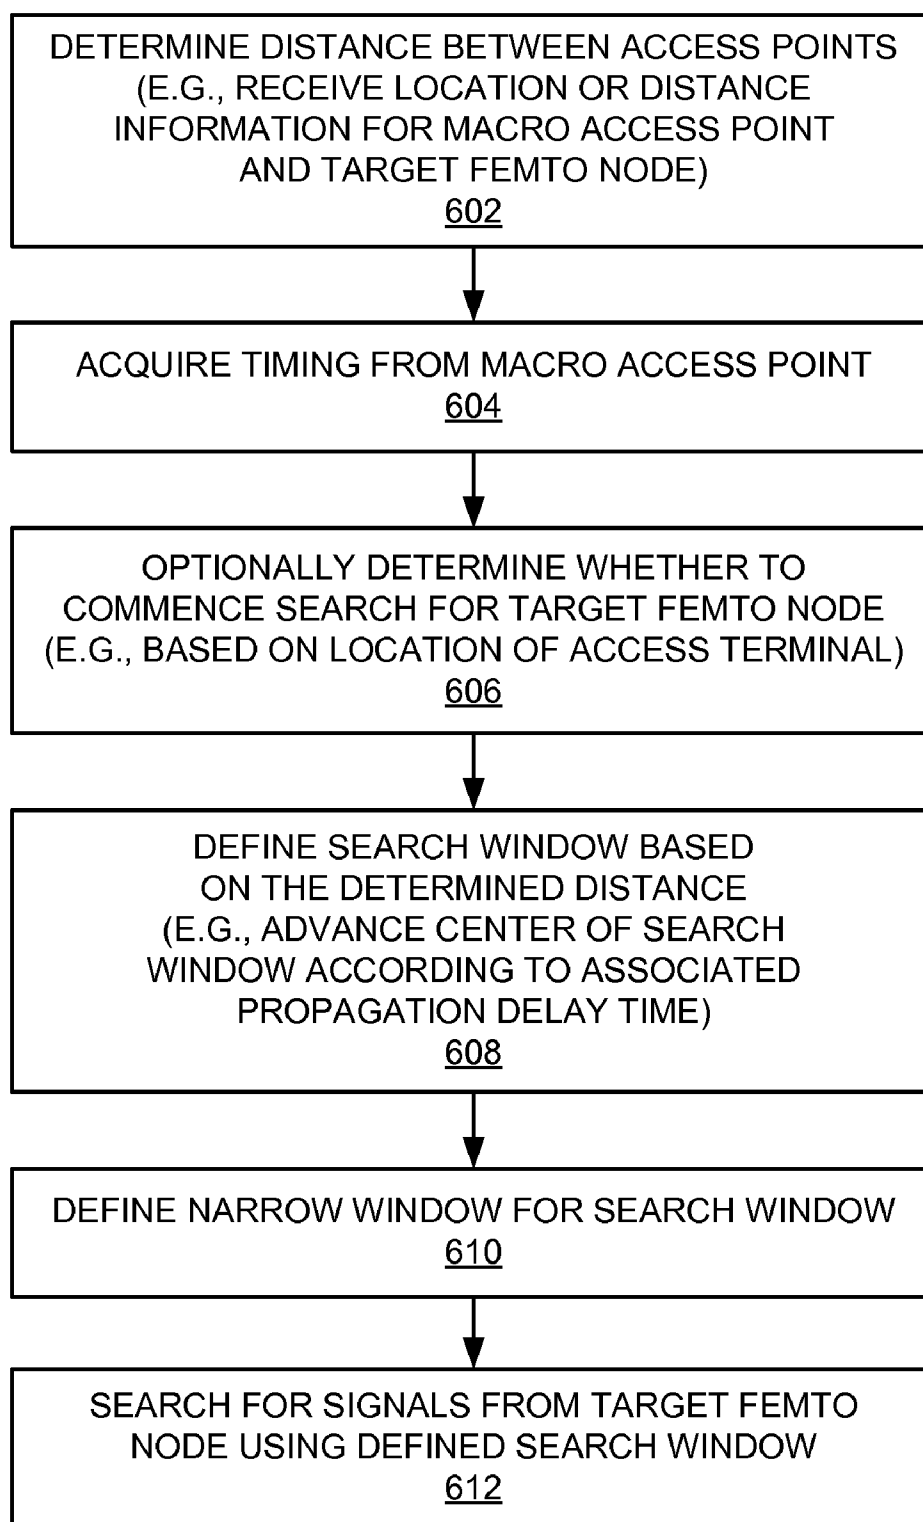 DETERMINE DISTANCE BETWEEN ACCESS POINTS
(E.G., RECEIVE LOCATION OR DISTANCE
INFORMATION FOR MACRO ACCESS POINT
AND TARGET FEMTO NODE)
602
ACQUIRE TIMING FROM MACRO ACCESS POINT
604
OPTIONALLY DETERMINE WHETHER TO
COMMENCE SEARCH FOR TARGET FEMTO NODE
(E.G., BASED ON LOCATION OF ACCESS TERMINAL)
606
DEFINE SEARCH WINDOW BASED
ON THE DETERMINED DISTANCE
(E.G., ADVANCE CENTER OF SEARCH
WINDOW ACCORDING TO ASSOCIATED
PROPAGATION DELAY TIME)
608
DEFINE NARROW WINDOW FOR SEARCH WINDOW
610
SEARCH FOR SIGNALS FROM TARGET FEMTO
NODE USING DEFINED SEARCH WINDOW
612